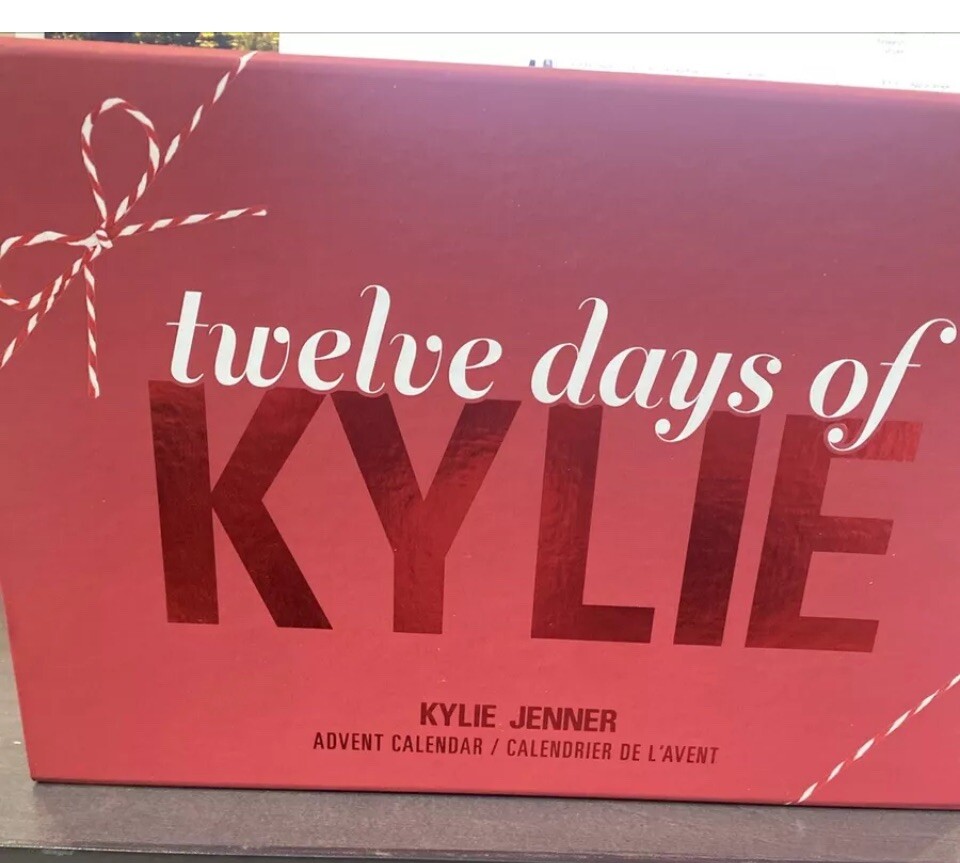 twelve days of
KYLIE
KYLIE JENNER
ADVENT CALENDAR / CALENDRIER DE L'AVENT